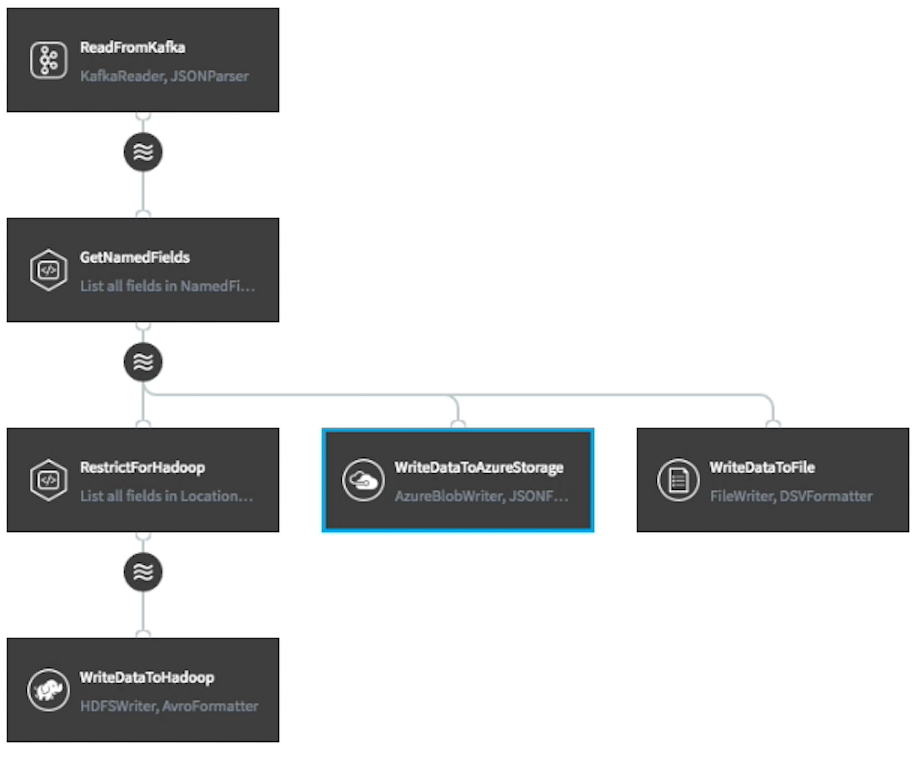 ReadFromKafka
KafkaReader, JSONParser
GetNamedFields
List all fields in NamedFi...
RestrictForHadoop
List all fields in Location...
WriteDataToAzureStorage
AzureBlobWriter, JSONF...
WriteDataToFile
FileWriter, DSVFormatter
WriteDataToHadoop
HDFSWriter, AvroFormatter